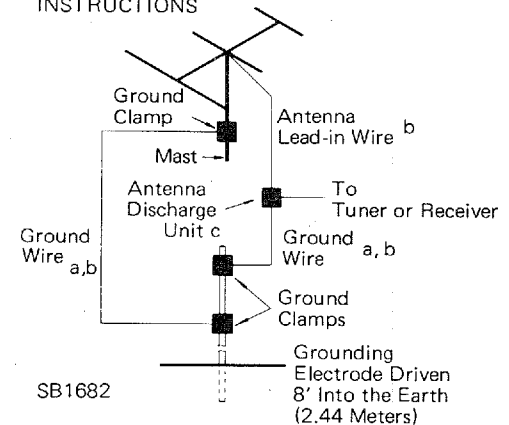 INSTRUCTIONS
Ground
Clamp
Antenna
Lead-in Wire b
Mast
Antenna
Discharge
Unit c
To
Tuner or Receiver
Ground
Wire a,b
Ground
Wire a, b
Ground
Clamps
Grounding
Electrode Driven
8' Into the Earth
(2.44 Meters)
SB1682